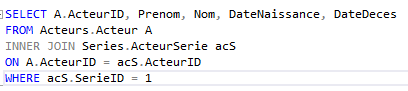 SELECT A.ActeurID, Prenom, Nom, DateNaissance, DateDeces
FROM Acteurs.Acteur A
INNER JOIN Series.ActeurSerie acS
ON A.ActeurID = acS.ActeurID
WHERE acS.SerieID = 1